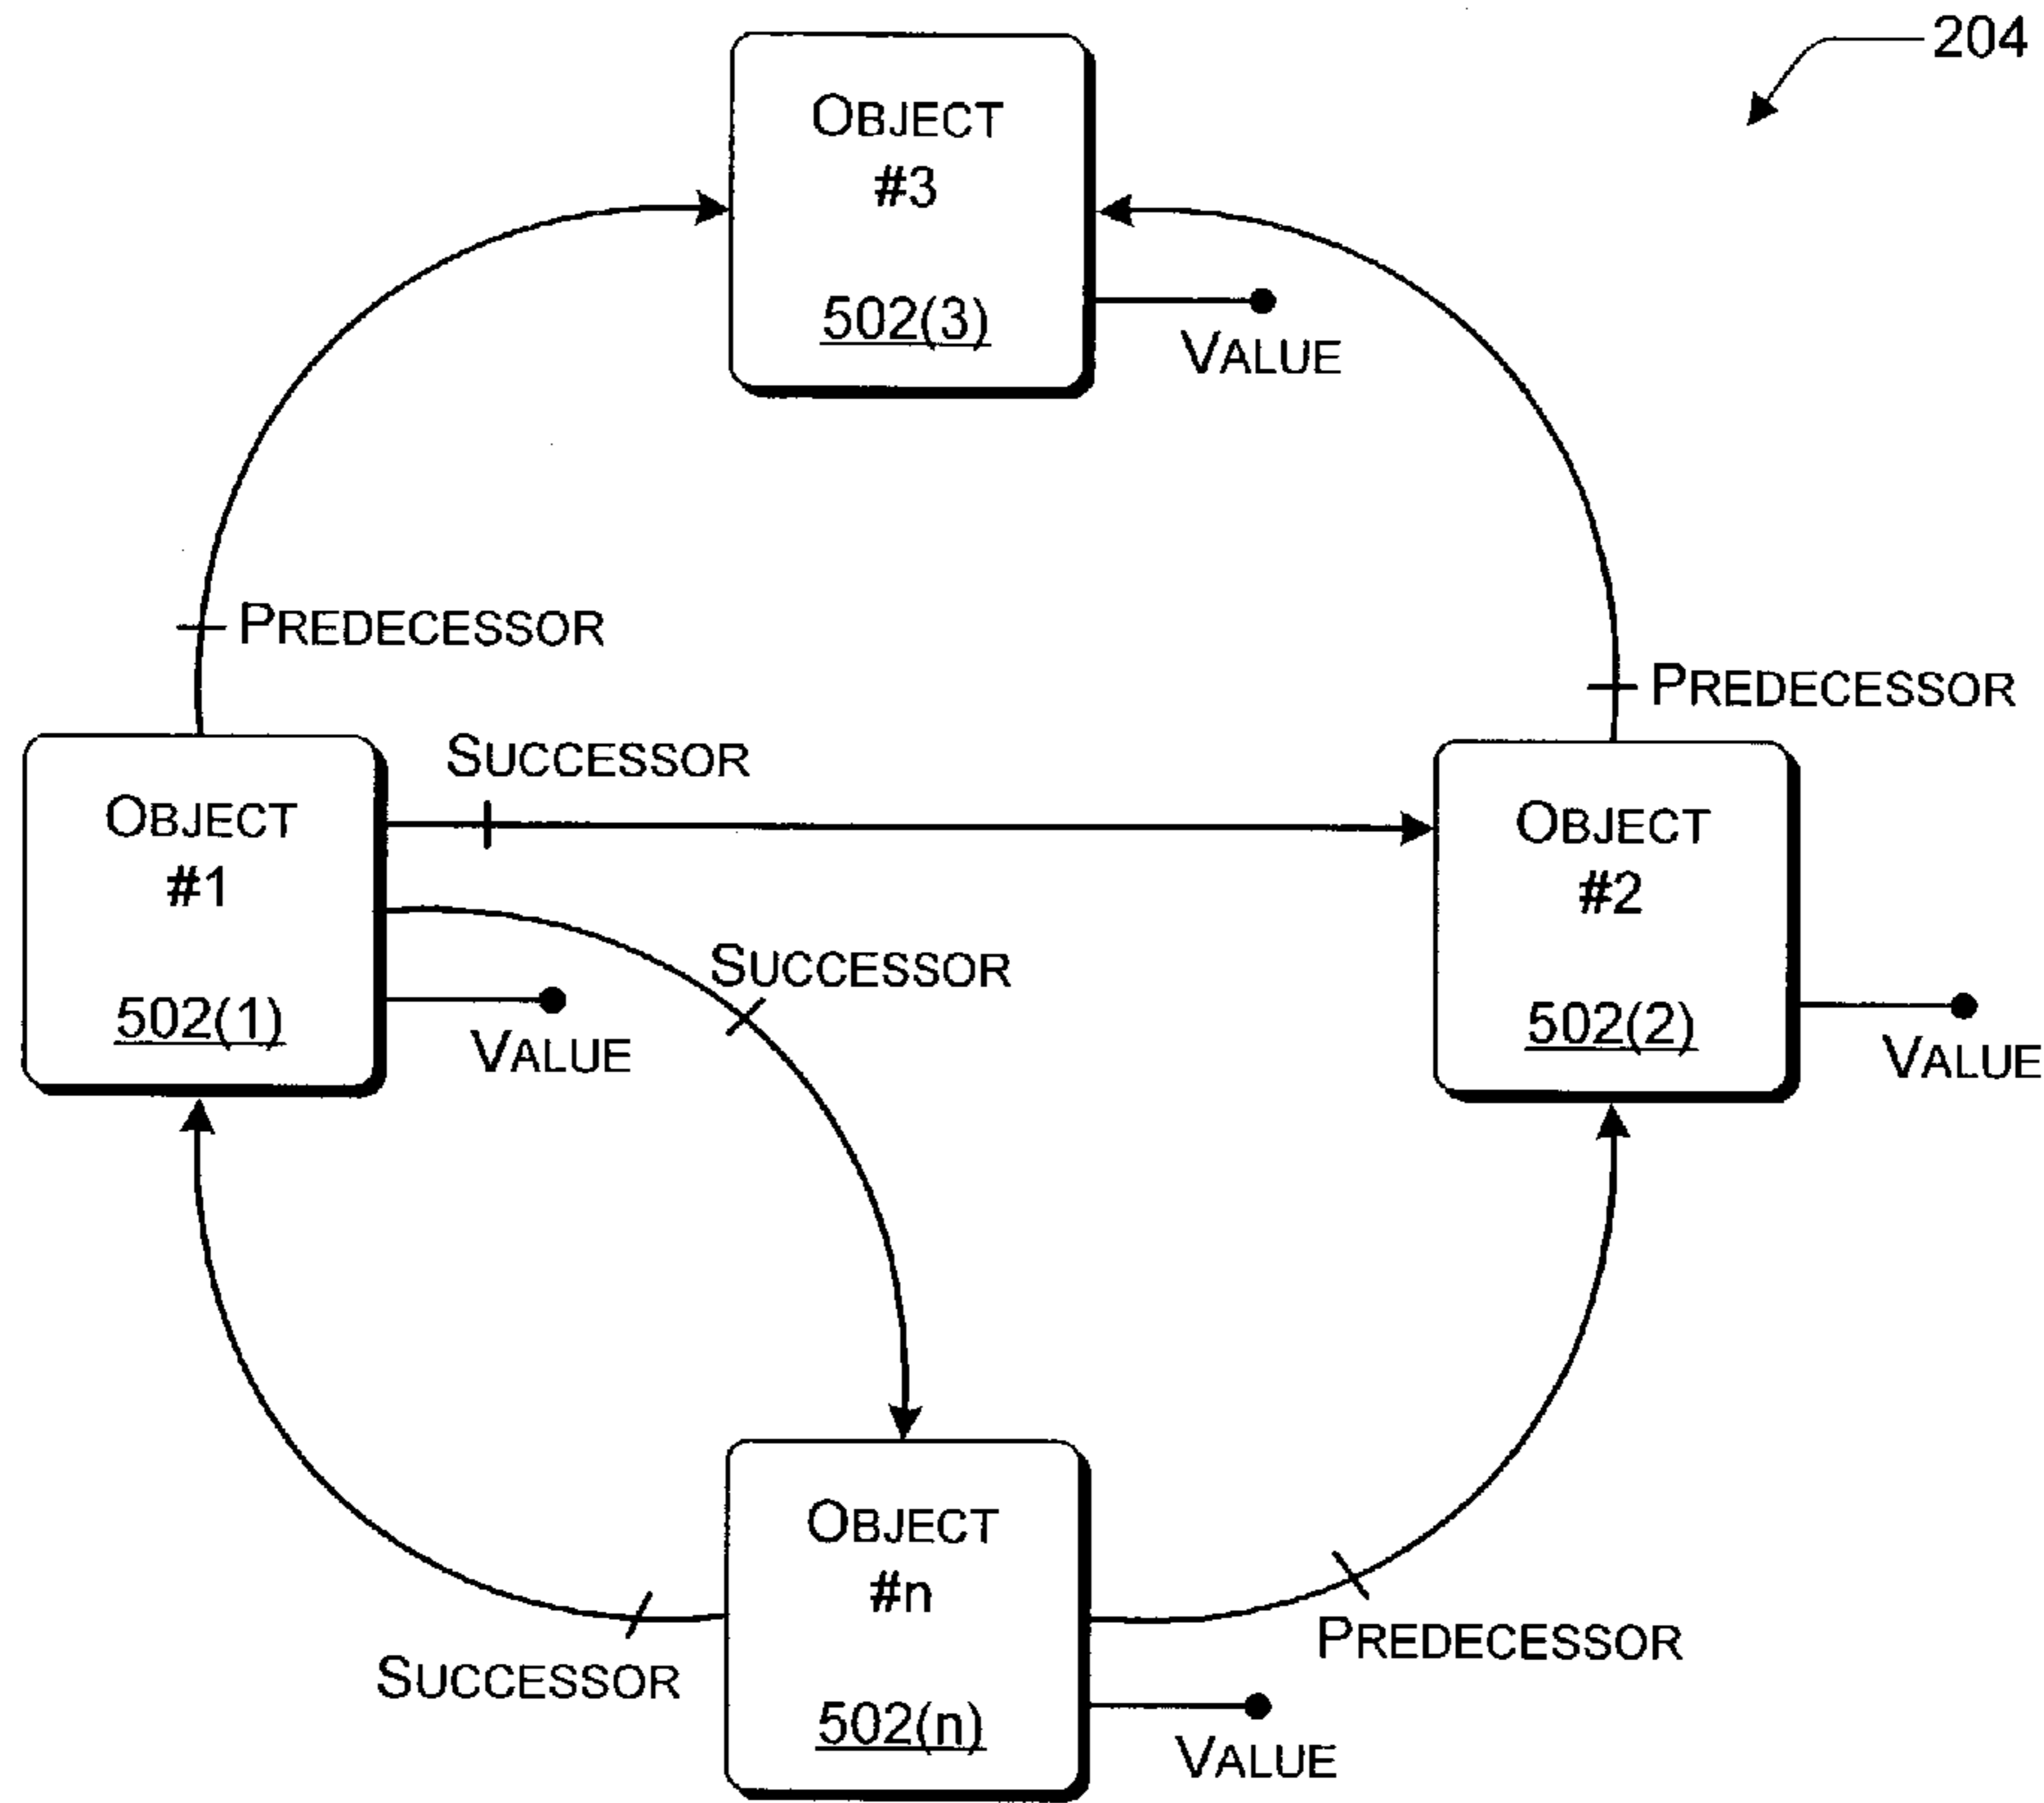 204
OBJECT
#3
502(3)
VALUE
PREDECESSOR
PREDECESSOR
SUCCESSOR
OBJECT
#1
502(1)
VALUE
SUCCESSOR
OBJECT
#2
502(2)
VALUE
OBJECT
#n
502(n)
SUCCESSOR
PREDECESSOR
VALUE